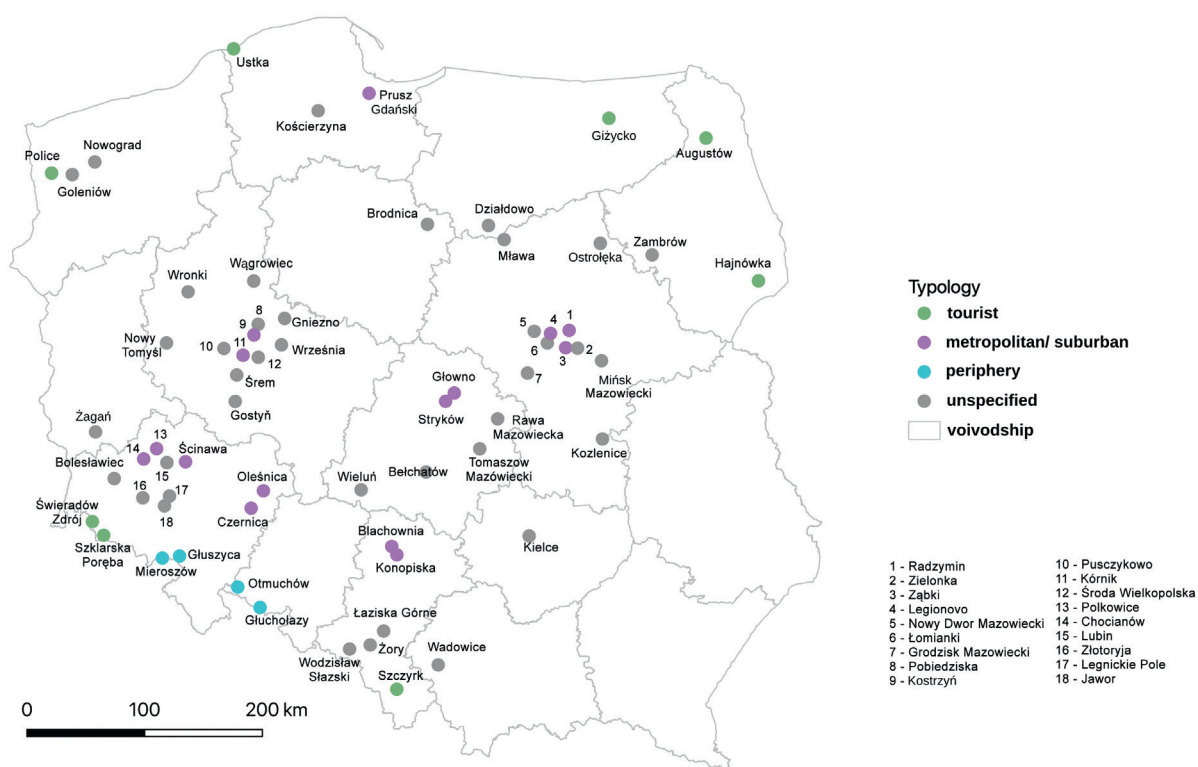 Ustka
Prusz
Gdański
Kościerzyna
Giżycko
Augustów
Nowograd
Police
Goleniów
Brodnica
Działdowo
Mława
Ostrołęka
Zambrów
Hajnówka
Wągrowiec
Wronki
8
Gniezno
9
Nowy
Tomyśl
10
11
Września
12
Śrem
Gostyň
5
4
1
6
3
2
7
Mińsk
Mazowiecki
Głowno
Stryków
Rawa
Mazowiecka
Kozlenice
Tomaszow
Mazówiecki
Bełchatów
Wieluń
Żagań
13
14
Ścinawa
Bolesławiec
15
16
17
18
Oleśnica
Czernica
Świeradów
Zdrój
Szklarska
Poręba
Głuszyca
Mieroszów
Otmuchów
Głuchołazy
Blachownia
Konopiska
Kielce
Łaziska Górne
Żory
Wodzisław
Słazski
Wadowice
Szczyrk
0 100 200 km
Typology
tourist
metropolitan/ suburban
periphery
unspecified
voivodship
1 - Radzymin
2 - Zielonka
3 - Ząbki
4 - Legionovo
5 - Nowy Dwor Mazowiecki
6 - Łomianki
7 - Grodzisk Mazowiecki
8 - Pobiedziska
9 - Kostrzyń
10 - Pusczykowo
11 - Kórnik
12 - Środa Wielkopolska
13 - Polkowice
14 - Chocianów
15 - Lubin
16 - Złotoryja
17 - Legnickie Pole
18 - Jawor